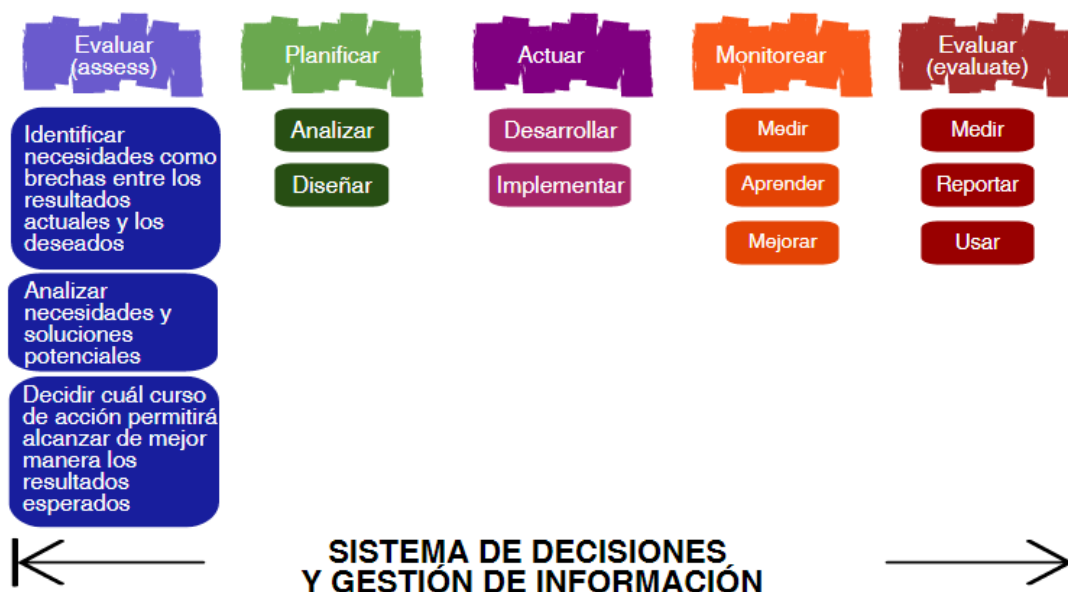 Evaluar
(assess)
Planificar
Actuar
Monitorear
Evaluar
(evaluate)
Identificar
necesidades como
brechas entre los
resultados
actuales y los
deseados
Analizar
necesidades y
soluciones
potenciales
Decidir cuál curso
de acción permitirá
alcanzar de mejor
manera los
resultados
esperados
Analizar
Diseñar
Desarrollar
Implementar
Medir
Aprender
Mejorar
Medir
Reportar
Usar
SISTEMA DE DECISIONES
Y GESTIÓN DE INFORMACIÓN